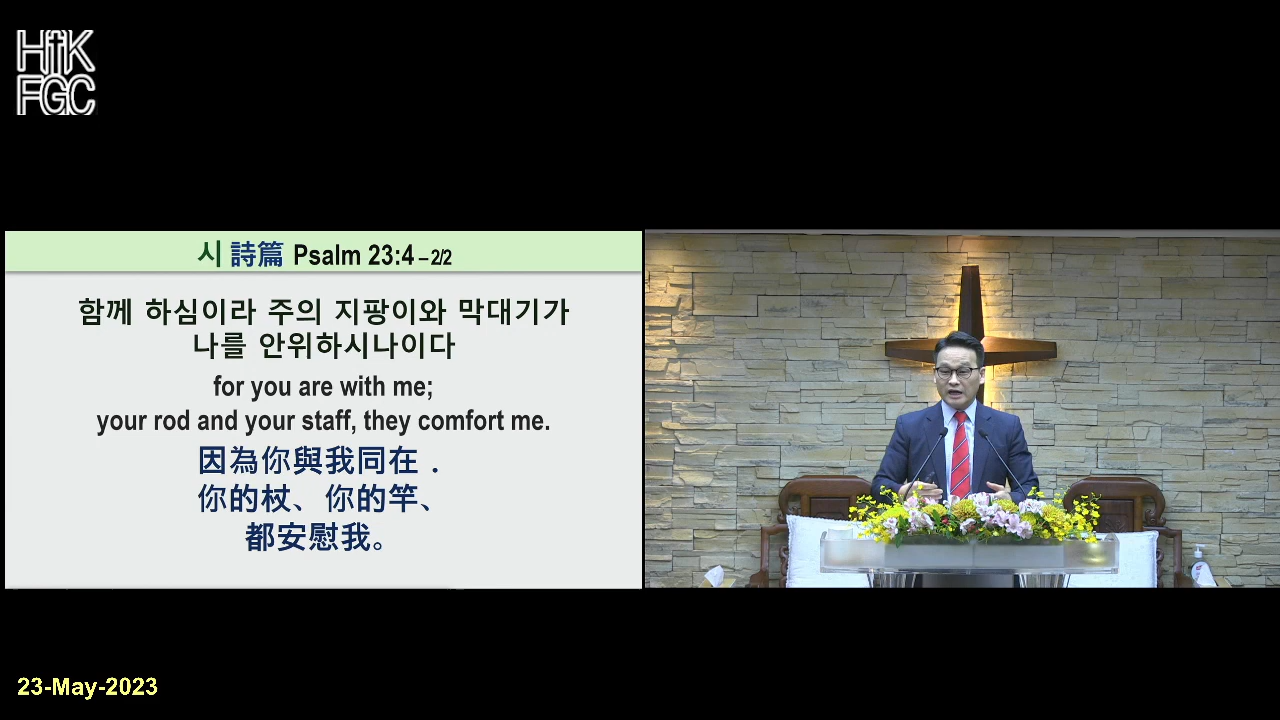 HfK
FGC
시 詩篇 Psalm 23:4 – 2/2
함께 하심이라 주의 지팡이와 막대기가
나를 안위하시나이다
for you are with me;
your rod and your staff, they comfort me.
因為你與我同在．
你的杖、你的竿、
都安慰我。
23-May-2023